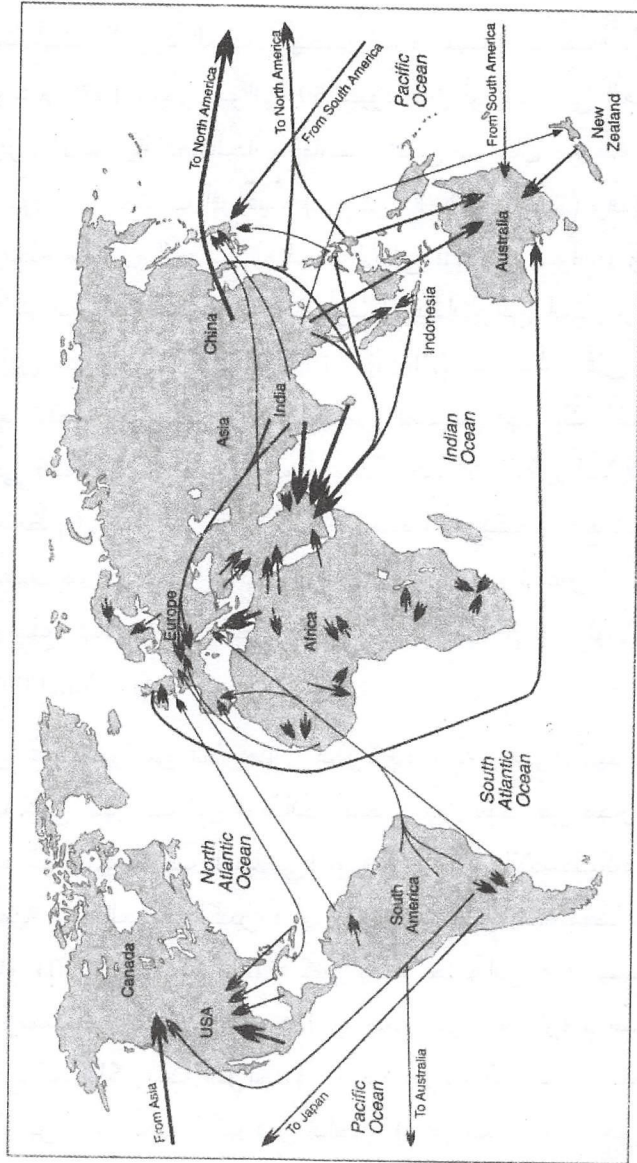 Canada
USA
From Asia
North
Atlantic
Ocean
Pacific
Ocean
To Japan
To Australia
South
America
South
Atlantic
Ocean
Europe
Africa
Asia
India
China
Indian
Ocean
Indonesia
Australia
New
Zealand
Pacific
Ocean
To North America
To North America
From South America
From South America